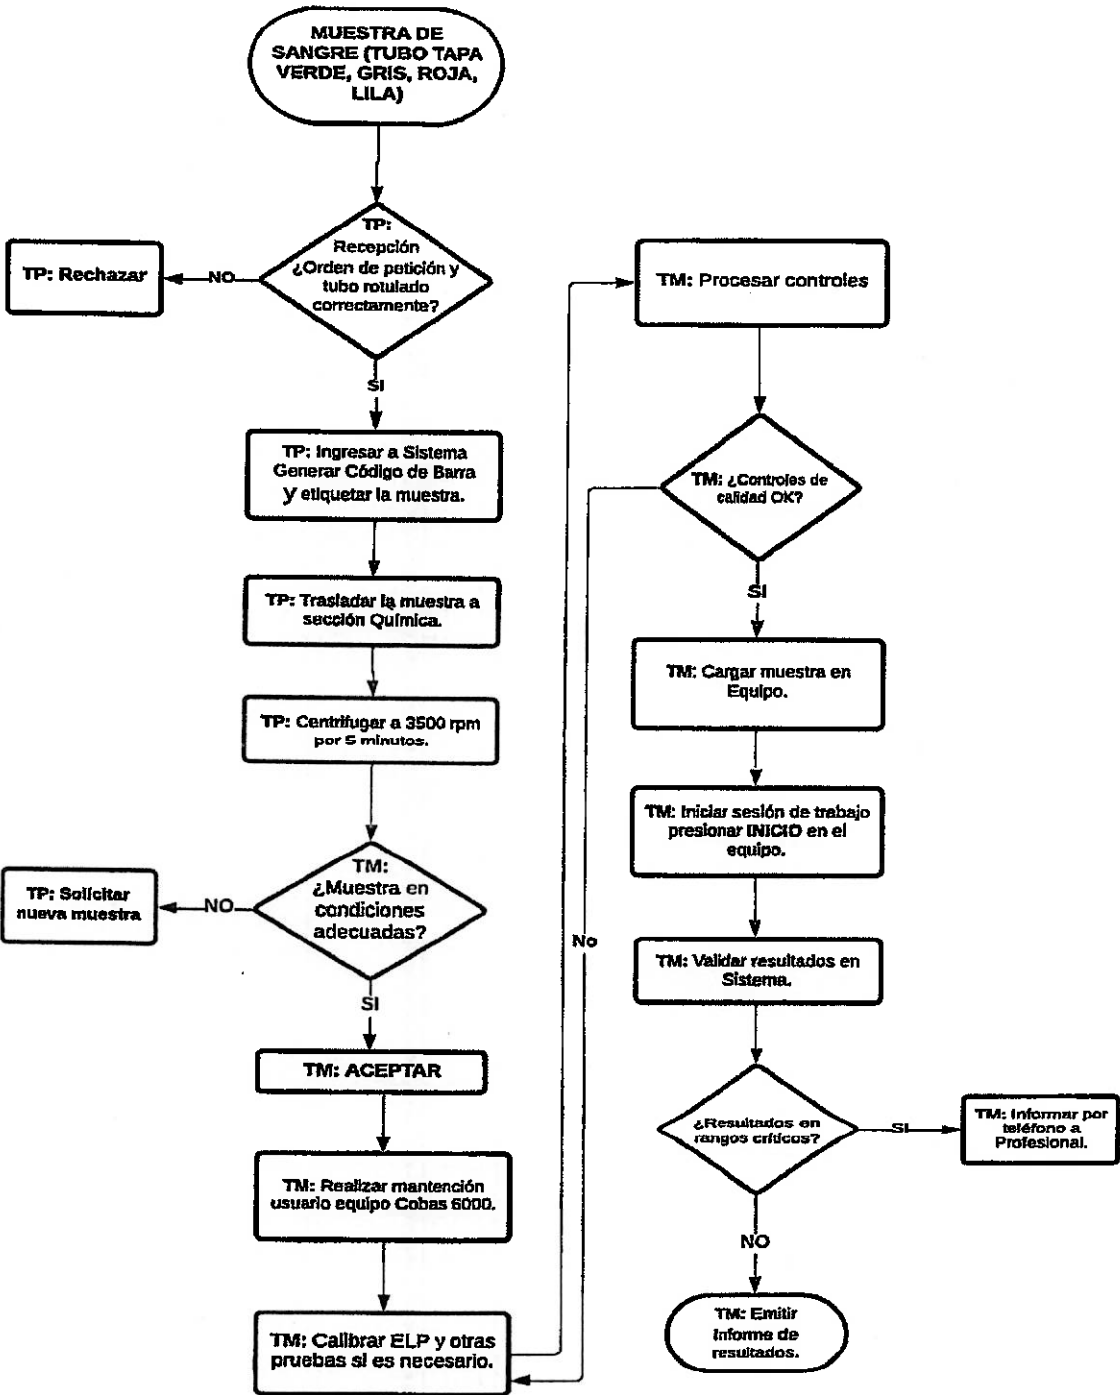 MUESTRA DE
SANGRE (TUBO TAPA
VERDE, GRIS, ROJA,
LILA)
TP:
Recepción
¿Orden de petición y
tubo rotulado
correctamente?
NO
TP: Rechazar
SI
TP: Ingresar a Sistema
Generar Código de Barra
y etiquetar la muestra.
TP: Trasladar la muestra a
sección Química.
TP: Centrifugar a 3500 rpm
por 5 minutos.
TM:
¿Muestra en
condiciones
adecuadas?
NO
TP: Solicitar
nueva muestra
SI
TM: ACEPTAR
TM: Realizar mantención
usuario equipo Cobas 6000.
TM: Calibrar ELP y otras
pruebas si es necesario.
TM: Procesar controles
TM: ¿Controles de
calidad OK?
No
SI
TM: Cargar muestra en
Equipo.
TM: Iniciar sesión de trabajo
presionar INICIO en el
equipo.
TM: Validar resultados en
Sistema.
¿Resultados en
rangos críticos?
SI
TM: Informar por
teléfono a
Profesional.
NO
TM: Emitir
Informe de
resultados.